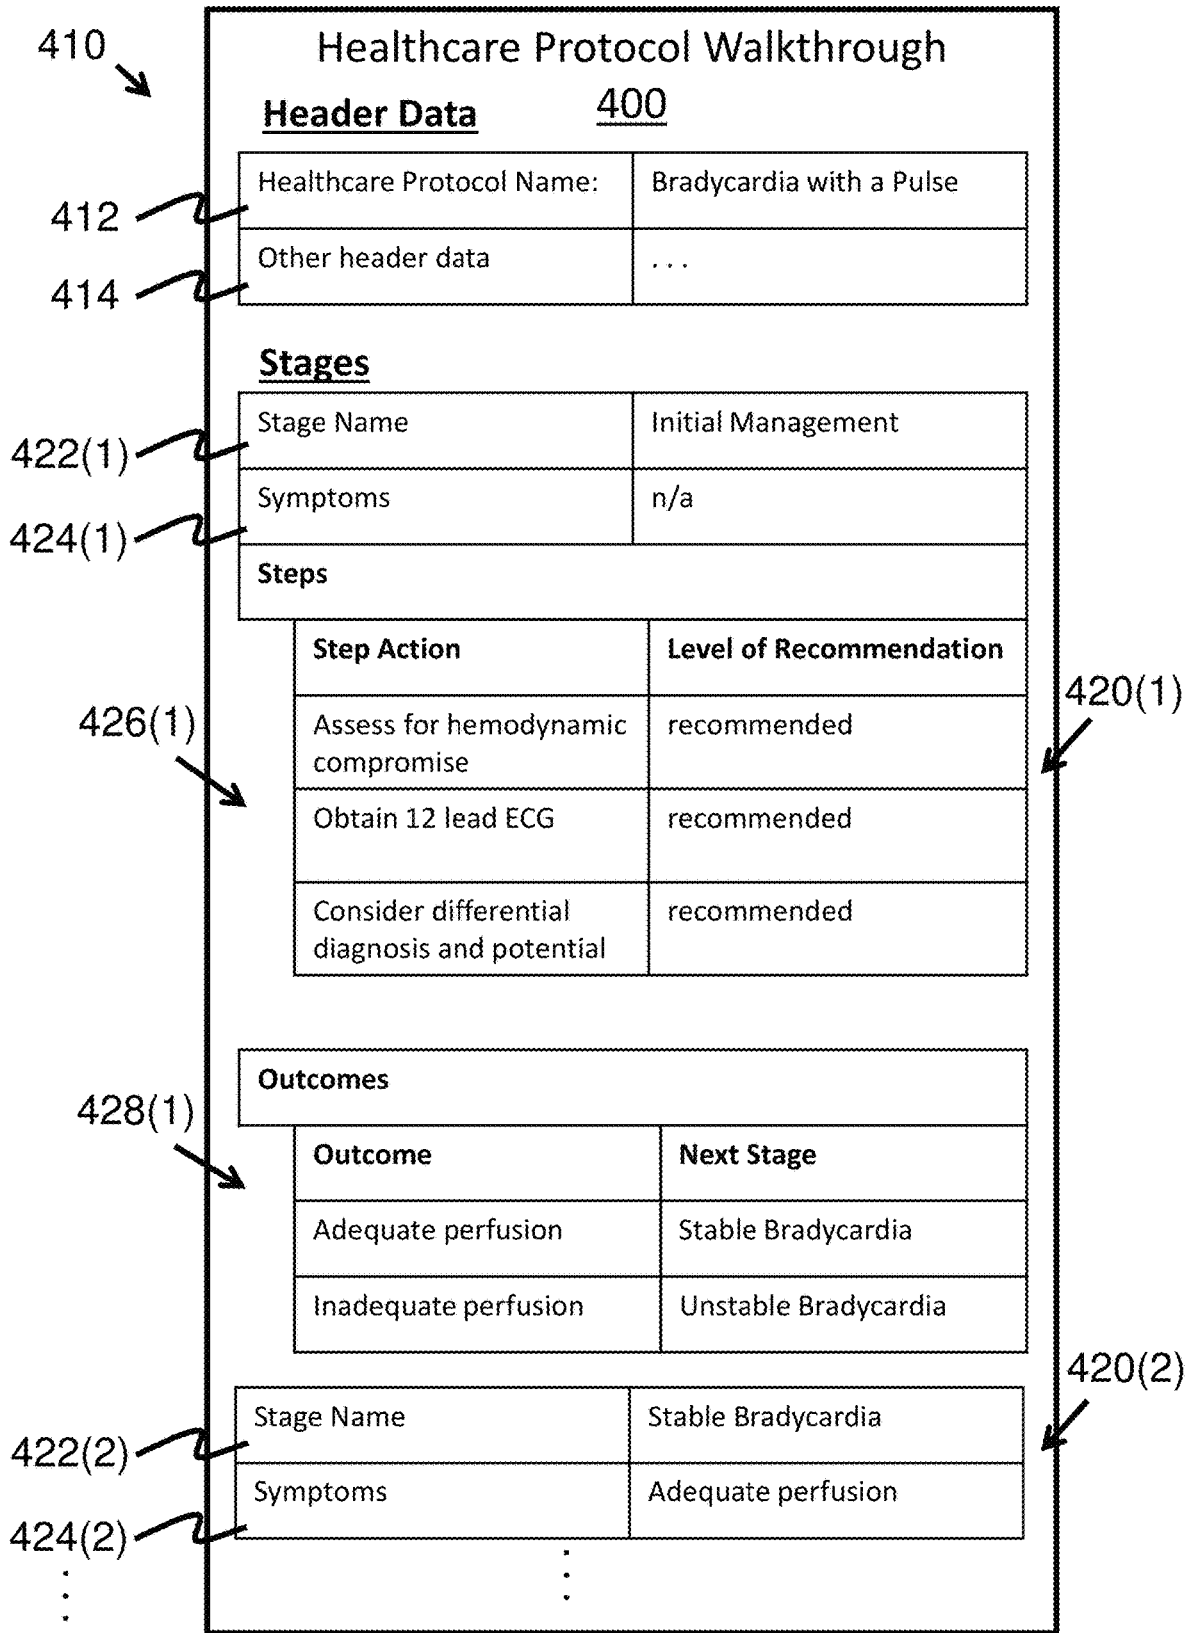 Healthcare Protocol Walkthrough
410
Header Data 400
Healthcare Protocol Name: Bradycardia with a Pulse
412
Other header data . . .
414
Stages
Stage Name Initial Management
422(1)
Symptoms n/a
424(1)
Steps
Step Action Level of Recommendation
420(1)
426(1)
Assess for hemodynamic recommended
compromise
Obtain 12 lead ECG recommended
Consider differential recommended
diagnosis and potential
Outcomes
428(1)
Outcome Next Stage
Adequate perfusion Stable Bradycardia
Inadequate perfusion Unstable Bradycardia
420(2)
Stage Name Stable Bradycardia
422(2)
Symptoms Adequate perfusion
424(2)